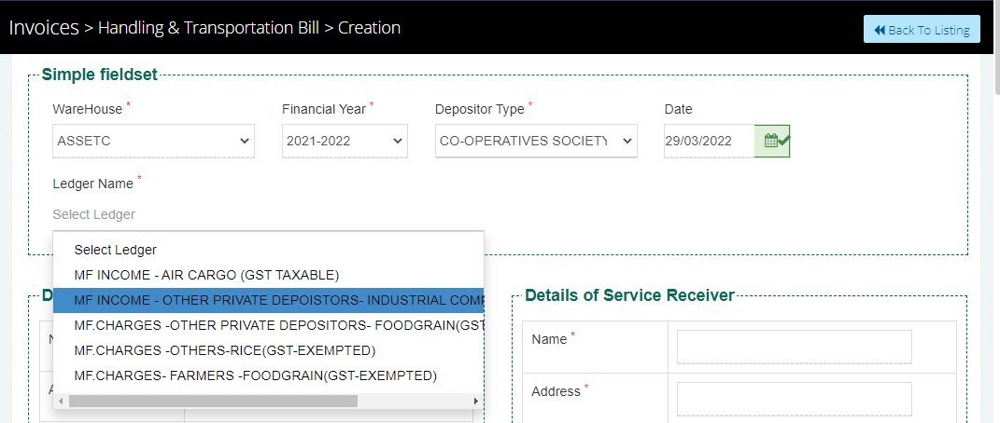 Invoices > Handling & Transportation Bill > Creation
Back To Listing
Simple fieldset
WareHouse *
Financial Year *
Depositor Type *
Date
ASSETC
2021-2022
CO-OPERATIVES SOCIETY
29/03/2022
Ledger Name *
Select Ledger
Select Ledger
MF INCOME - AIR CARGO (GST TAXABLE)
MF INCOME - OTHER PRIVATE DEPOISTORS- INDUSTRIAL
MF.CHARGES -OTHER PRIVATE DEPOSITORS- FOODGRAIN(GST
MF.CHARGES -OTHERS-RICE(GST-EXEMPTED)
MF.CHARGES- FARMERS -FOODGRAIN(GST-EXEMPTED)
Details of Service Receiver
Name *
Address *